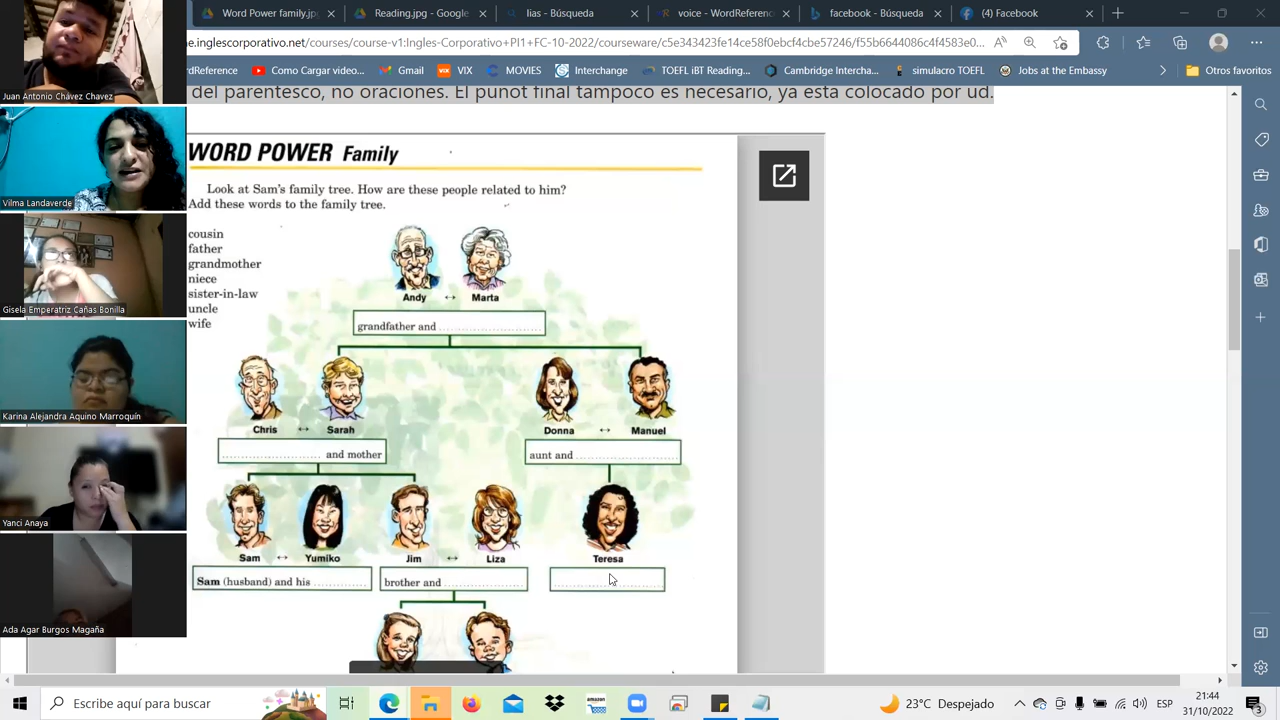 Word Power family.jp
Reading.jpg - Google
lias - Búsqueda
voice - WordReference
facebook - Búsqueda
(4) Facebook
e.inglescorporativo.net/courses/course-v1:Ingles-Corporativo+PI1+FC-10-2022/courseware/c5e343423fe14ce58f0ebcf4cbe57246/f55b6644086c4f4583e0...
rdReference
Como Cargar video...
Gmail
VIX
MOVIES
Interchange
TOEFL iBT Reading...
Cambridge Intercha...
simulacro TOEFL
Jobs at the Embassy
Otros favoritos
del parentesco, no oraciones. El punot final tampoco es necesario, ya esta colocado por ud.
WORD POWER Family
Look at Sam's family tree. How are these people related to him?
Add these words to the family tree.
cousin
father
grandmother
niece
sister-in-law
uncle
wife
Andy ↔ Marta
grandfather and ............................
Chris ↔ Sarah
Donna ↔ Manuel
............................ and mother
aunt and ............................
Sam ↔ Yumiko
Jim ↔ Liza
Teresa
Sam (husband) and his ..............
brother and .....................
............................
Juan Antonio Chávez Chavez
Vilma Landaverde
Gisela Emperatriz Cañas Bonilla
Karina Alejandra Aquino Marroquín
Yanci Anaya
Ada Agar Burgos Magaña
Escribe aquí para buscar
amazon
23°C Despejado
ESP
21:44
31/10/2022
3